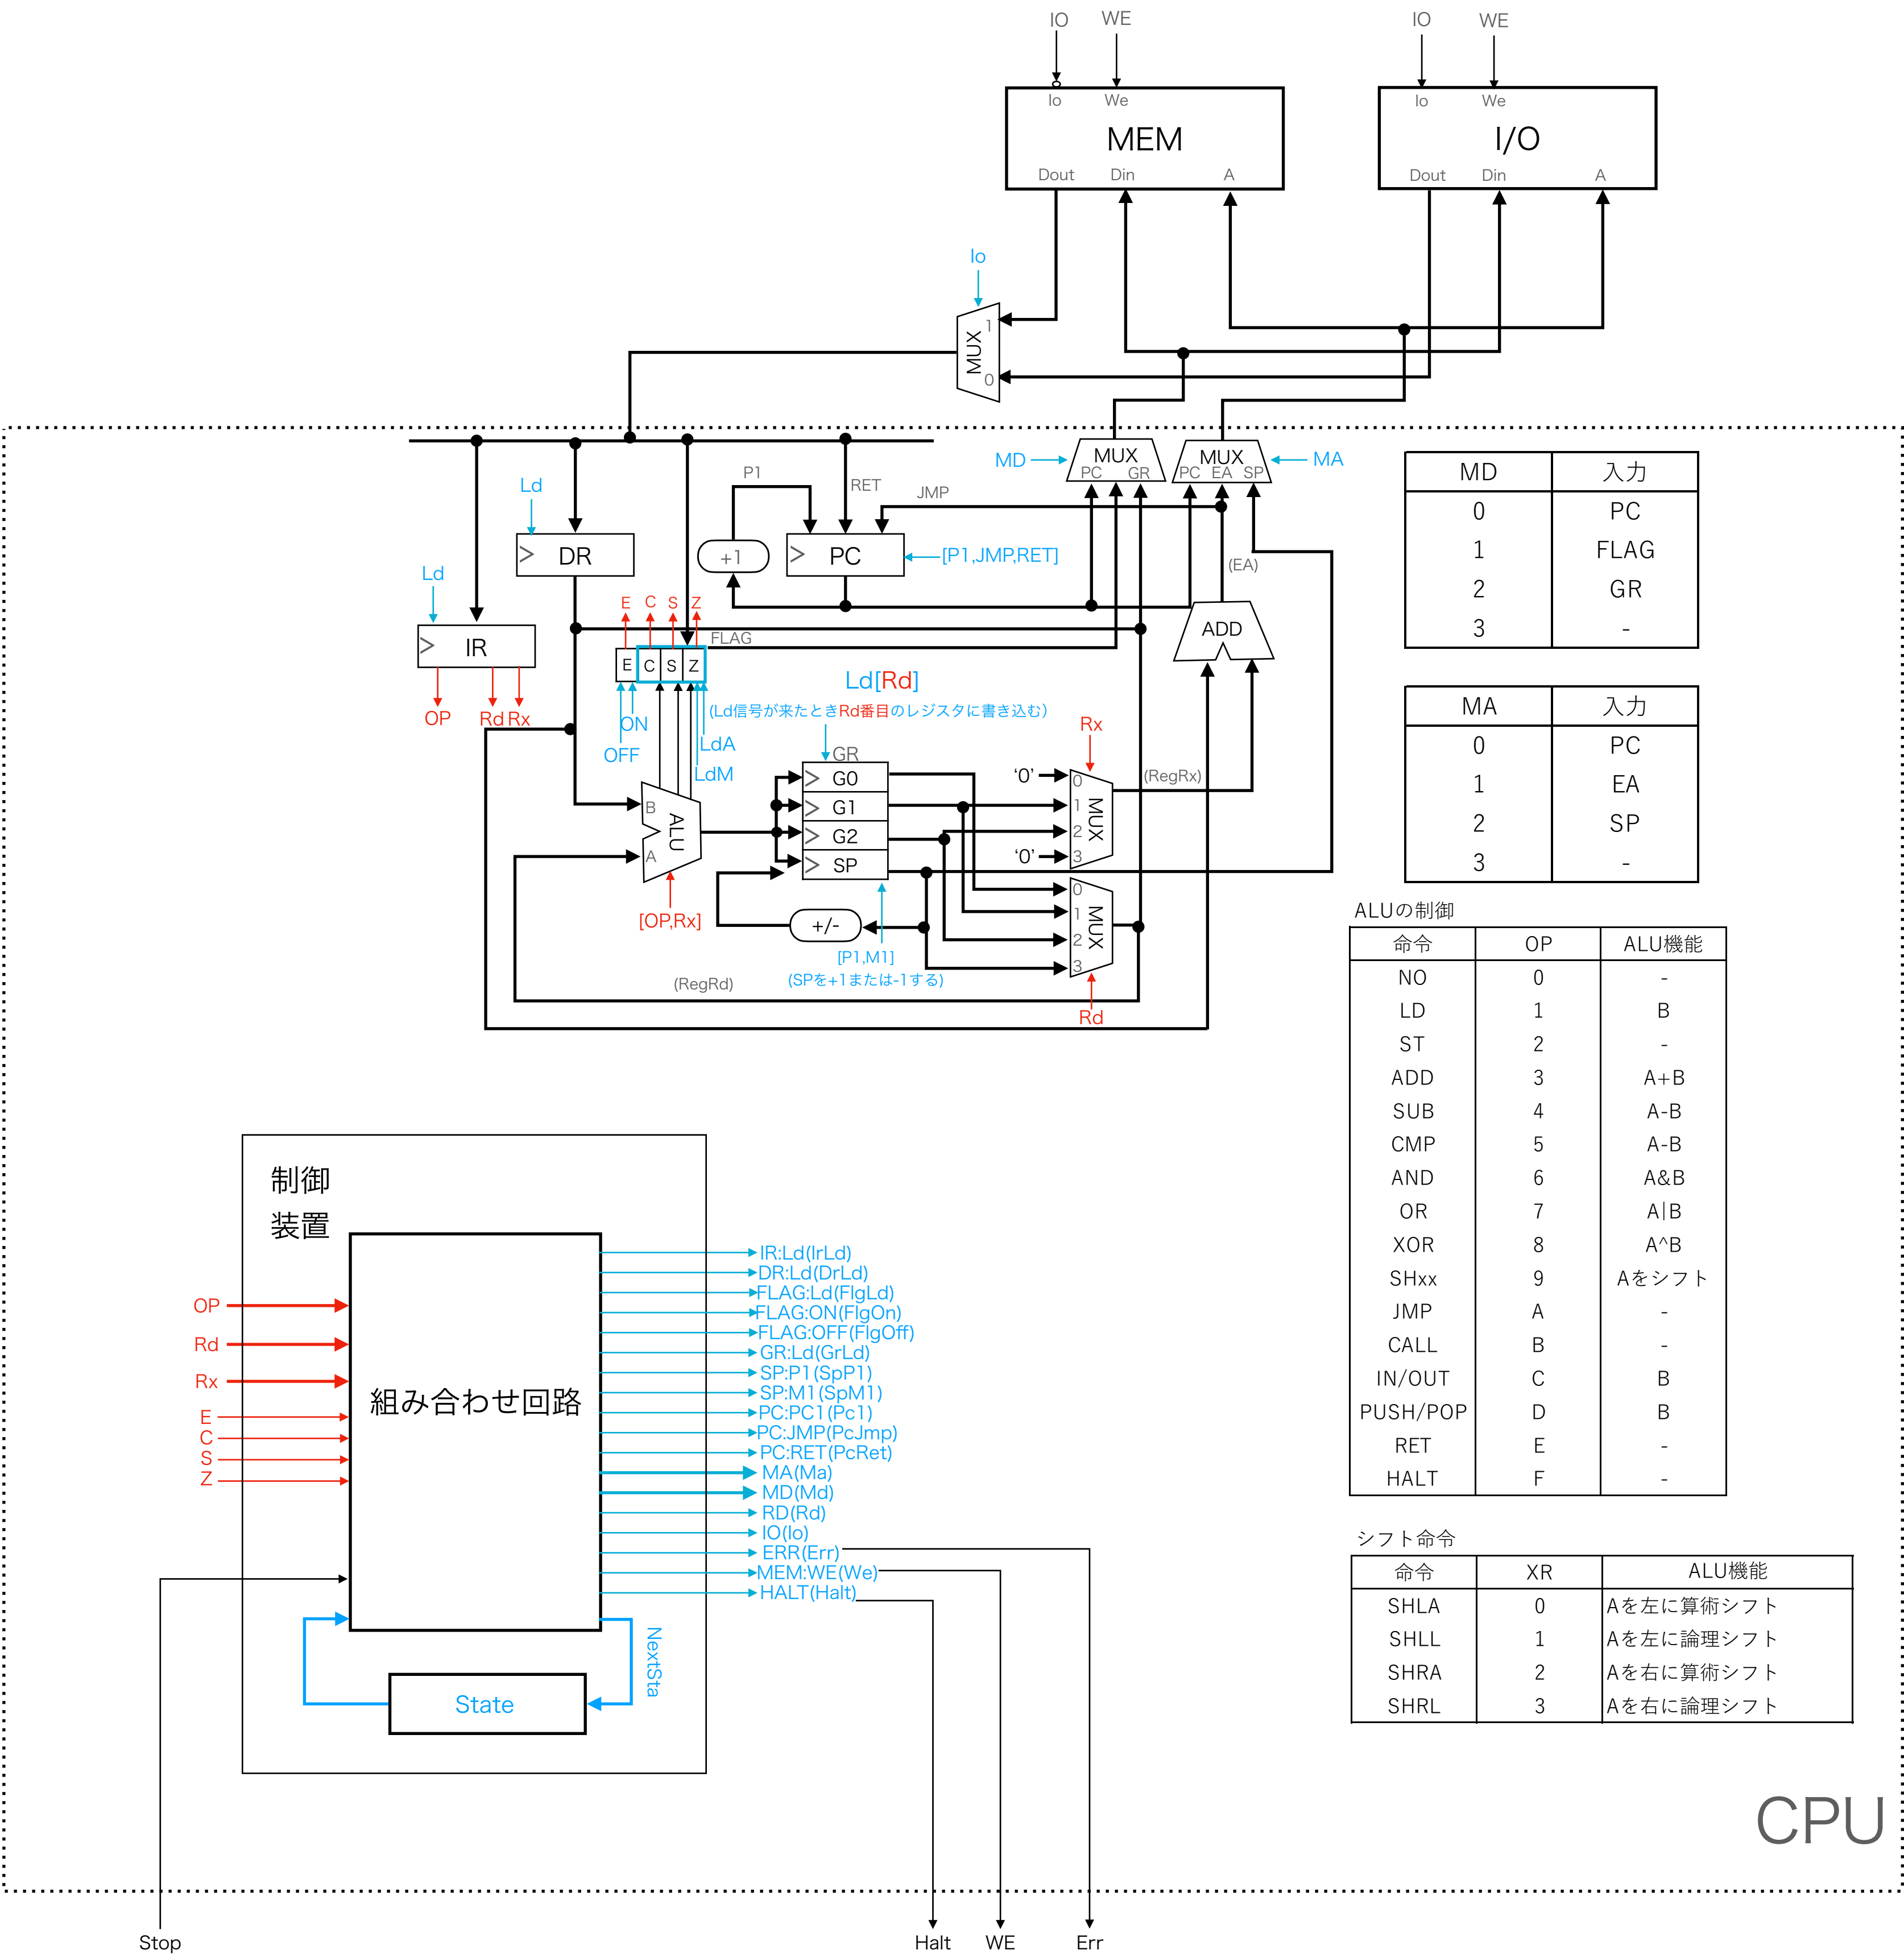 IO WE
IO WE
Io We
MEM
Dout Din A
Io We
I/O
Dout Din A
Io
1
MUX
0
MD
MUX
PC GR
MUX
PC EA SP
MA
P1
RET
JMP
Ld
DR
+1
PC
[P1,JMP,RET]
(EA)
Ld
IR
OP Rd Rx
E C S Z
FLAG
E C S Z
ON
OFF
LdA
LdM
ADD
Ld[Rd]
(Ld信号が来たときRd番目のレジスタに書き込む)
GR
G0
G1
G2
SP
B
ALU
A
[OP,Rx]
+/-
[P1,M1]
(SPを+1または-1する)
Rx
'0'
'0'
0
1
2
3
MUX
(RegRx)
0
1
2
3
MUX
Rd
(RegRd)
MD 入力
0 PC
1 FLAG
2 GR
3 -
MA 入力
0 PC
1 EA
2 SP
3 -
ALUの制御
命令 OP ALU機能
NO 0 -
LD 1 B
ST 2 -
ADD 3 A+B
SUB 4 A-B
CMP 5 A-B
AND 6 A&B
OR 7 A|B
XOR 8 A^B
SHxx 9 Aをシフト
JMP A -
CALL B -
IN/OUT C B
PUSH/POP D B
RET E -
HALT F -
シフト命令
命令 XR ALU機能
SHLA 0 Aを左に算術シフト
SHLL 1 Aを左に論理シフト
SHRA 2 Aを右に算術シフト
SHRL 3 Aを右に論理シフト
制御
装置
組み合わせ回路
OP
Rd
Rx
E
C
S
Z
IR:Ld(IrLd)
DR:Ld(DrLd)
FLAG:Ld(FlgLd)
FLAG:ON(FlgOn)
FLAG:OFF(FlgOff)
GR:Ld(GrLd)
SP:P1(SpP1)
SP:M1(SpM1)
PC:PC1(Pc1)
PC:JMP(PcJmp)
PC:RET(PcRet)
MA(Ma)
MD(Md)
RD(Rd)
IO(Io)
ERR(Err)
MEM:WE(We)
HALT(Halt)
NextSta
State
CPU
Stop
Halt
WE
Err